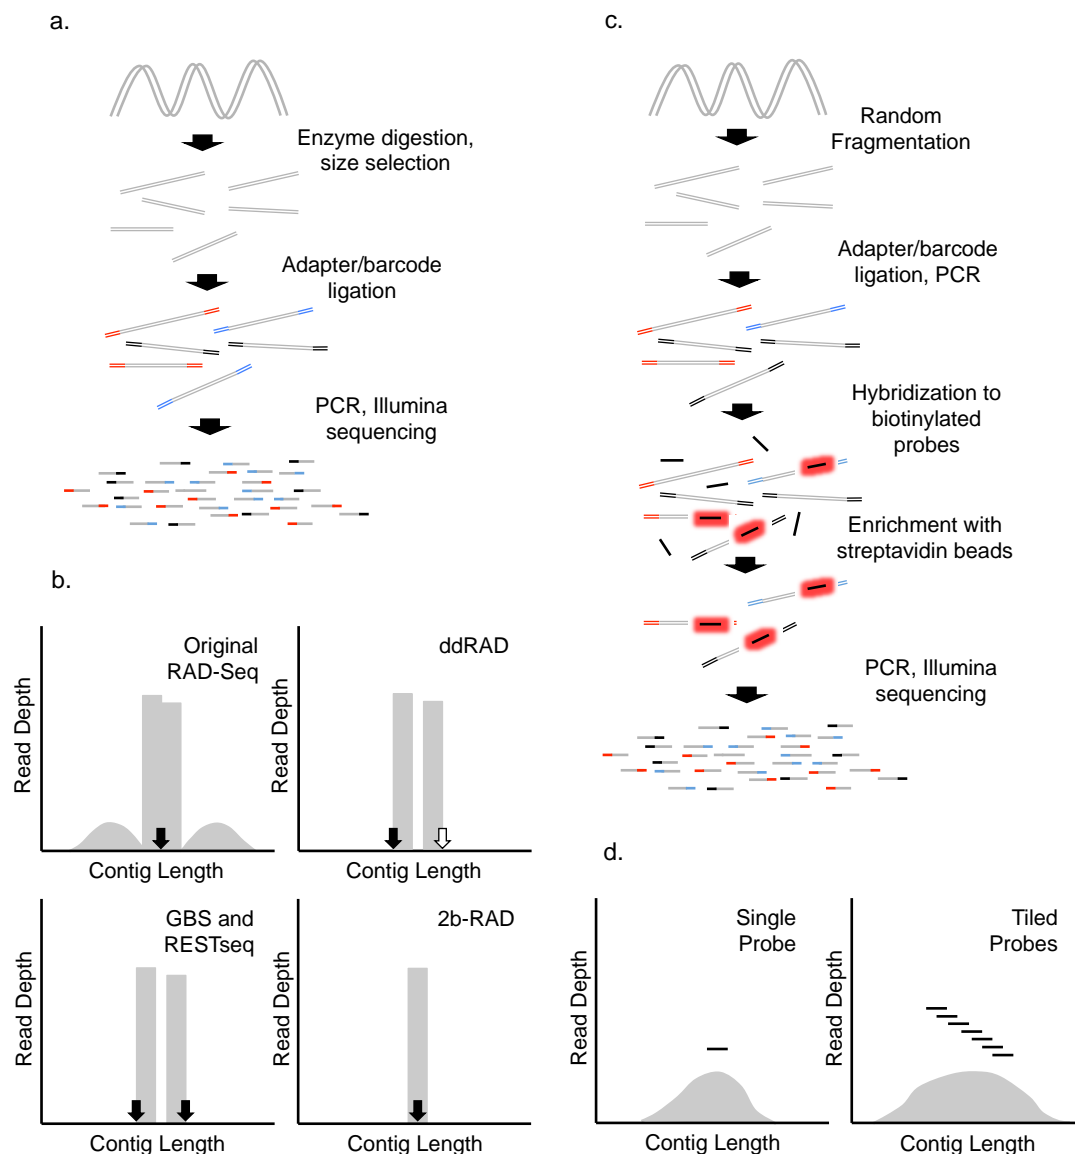 a.
Enzyme digestion,
size selection
Adapter/barcode
ligation
PCR, Illumina
sequencing
b.
Original
RAD-Seq
Read Depth
Contig Length
ddRAD
Read Depth
Contig Length
GBS and
RESTseq
Read Depth
Contig Length
2b-RAD
Read Depth
Contig Length
c.
Random
Fragmentation
Adapter/barcode
ligation, PCR
Hybridization to
biotinylated
probes
Enrichment with
streptavidin beads
PCR, Illumina
sequencing
d.
Single
Probe
Read Depth
Contig Length
Tiled
Probes
Read Depth
Contig Length